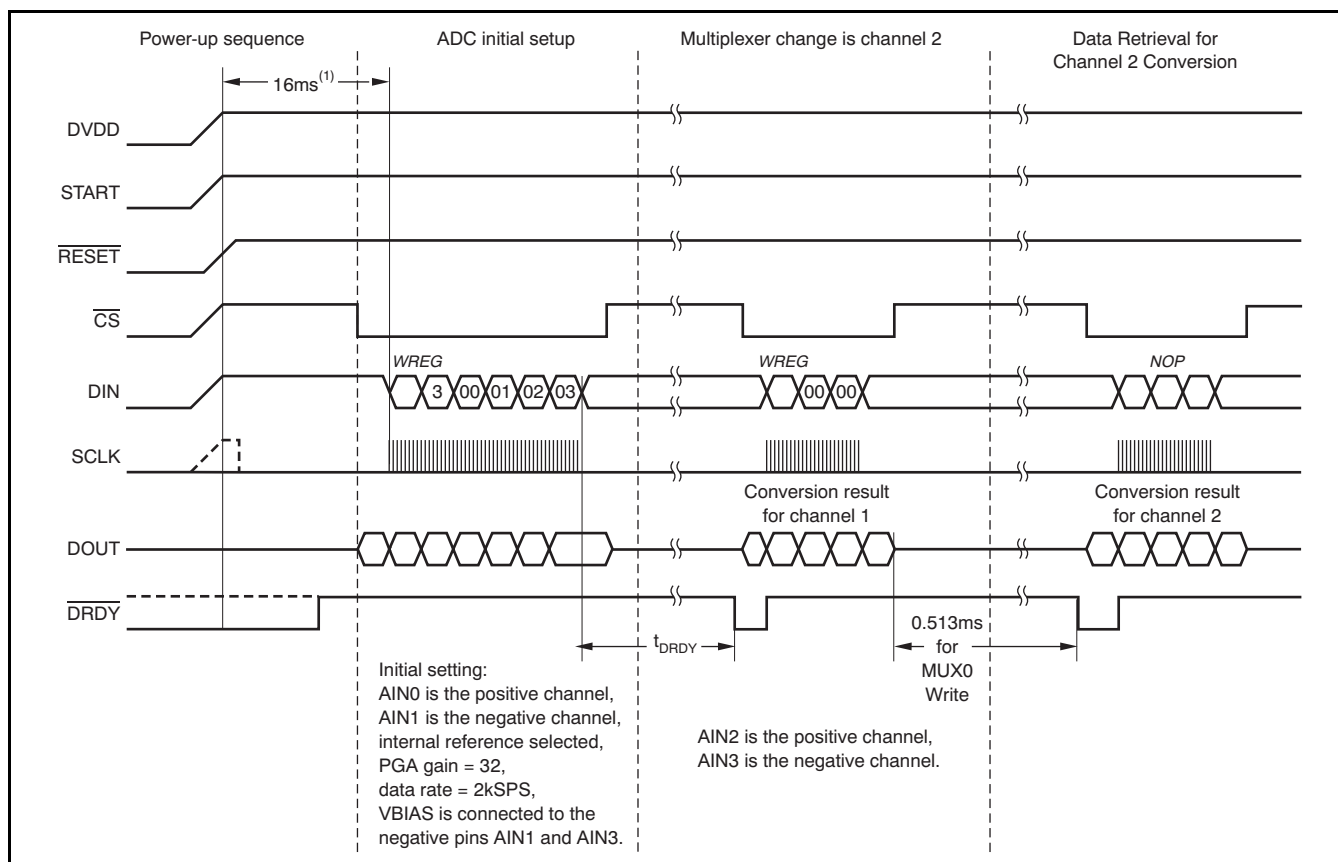 Power-up sequence
ADC initial setup
Multiplexer change is channel 2
Data Retrieval for
Channel 2 Conversion
16ms(1)
DVDD
START
RESET
CS
WREG
WREG
NOP
DIN
3 00 01 02 03
00 00
SCLK
Conversion result
for channel 1
Conversion result
for channel 2
DOUT
DRDY
tDRDY
0.513ms
for
MUX0
Write
Initial setting:
AIN0 is the positive channel,
AIN1 is the negative channel,
internal reference selected,
PGA gain = 32,
data rate = 2kSPS,
VBIAS is connected to the
negative pins AIN1 and AIN3.
AIN2 is the positive channel,
AIN3 is the negative channel.